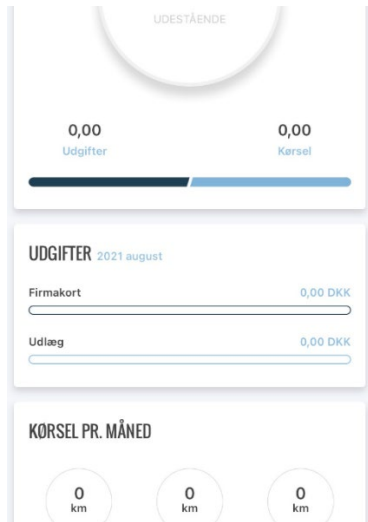 UDESTÅENDE
0,00 0,00
Udgifter Kørsel
UDGIFTER 2021 august
Firmakort 0,00 DKK
Udlæg 0,00 DKK
KØRSEL PR. MÅNED
0 0 0
km km km